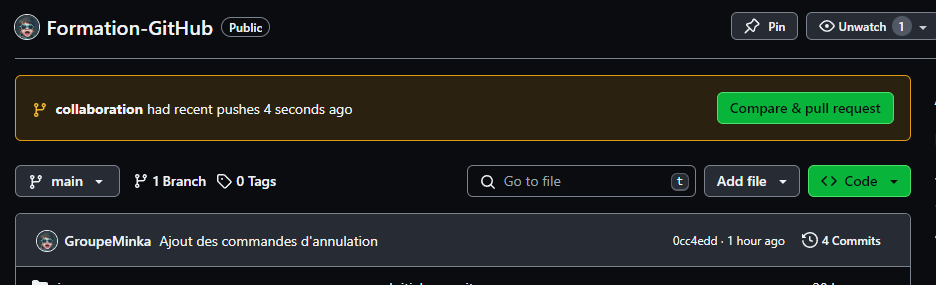 Formation-GitHub Public Pin Unwatch 1
collaboration had recent pushes 4 seconds ago Compare & pull request
main 1 Branch 0 Tags Go to file t Add file <> Code
GroupeMinka Ajout des commandes d'annulation 0cc4edd · 1 hour ago 4 Commits